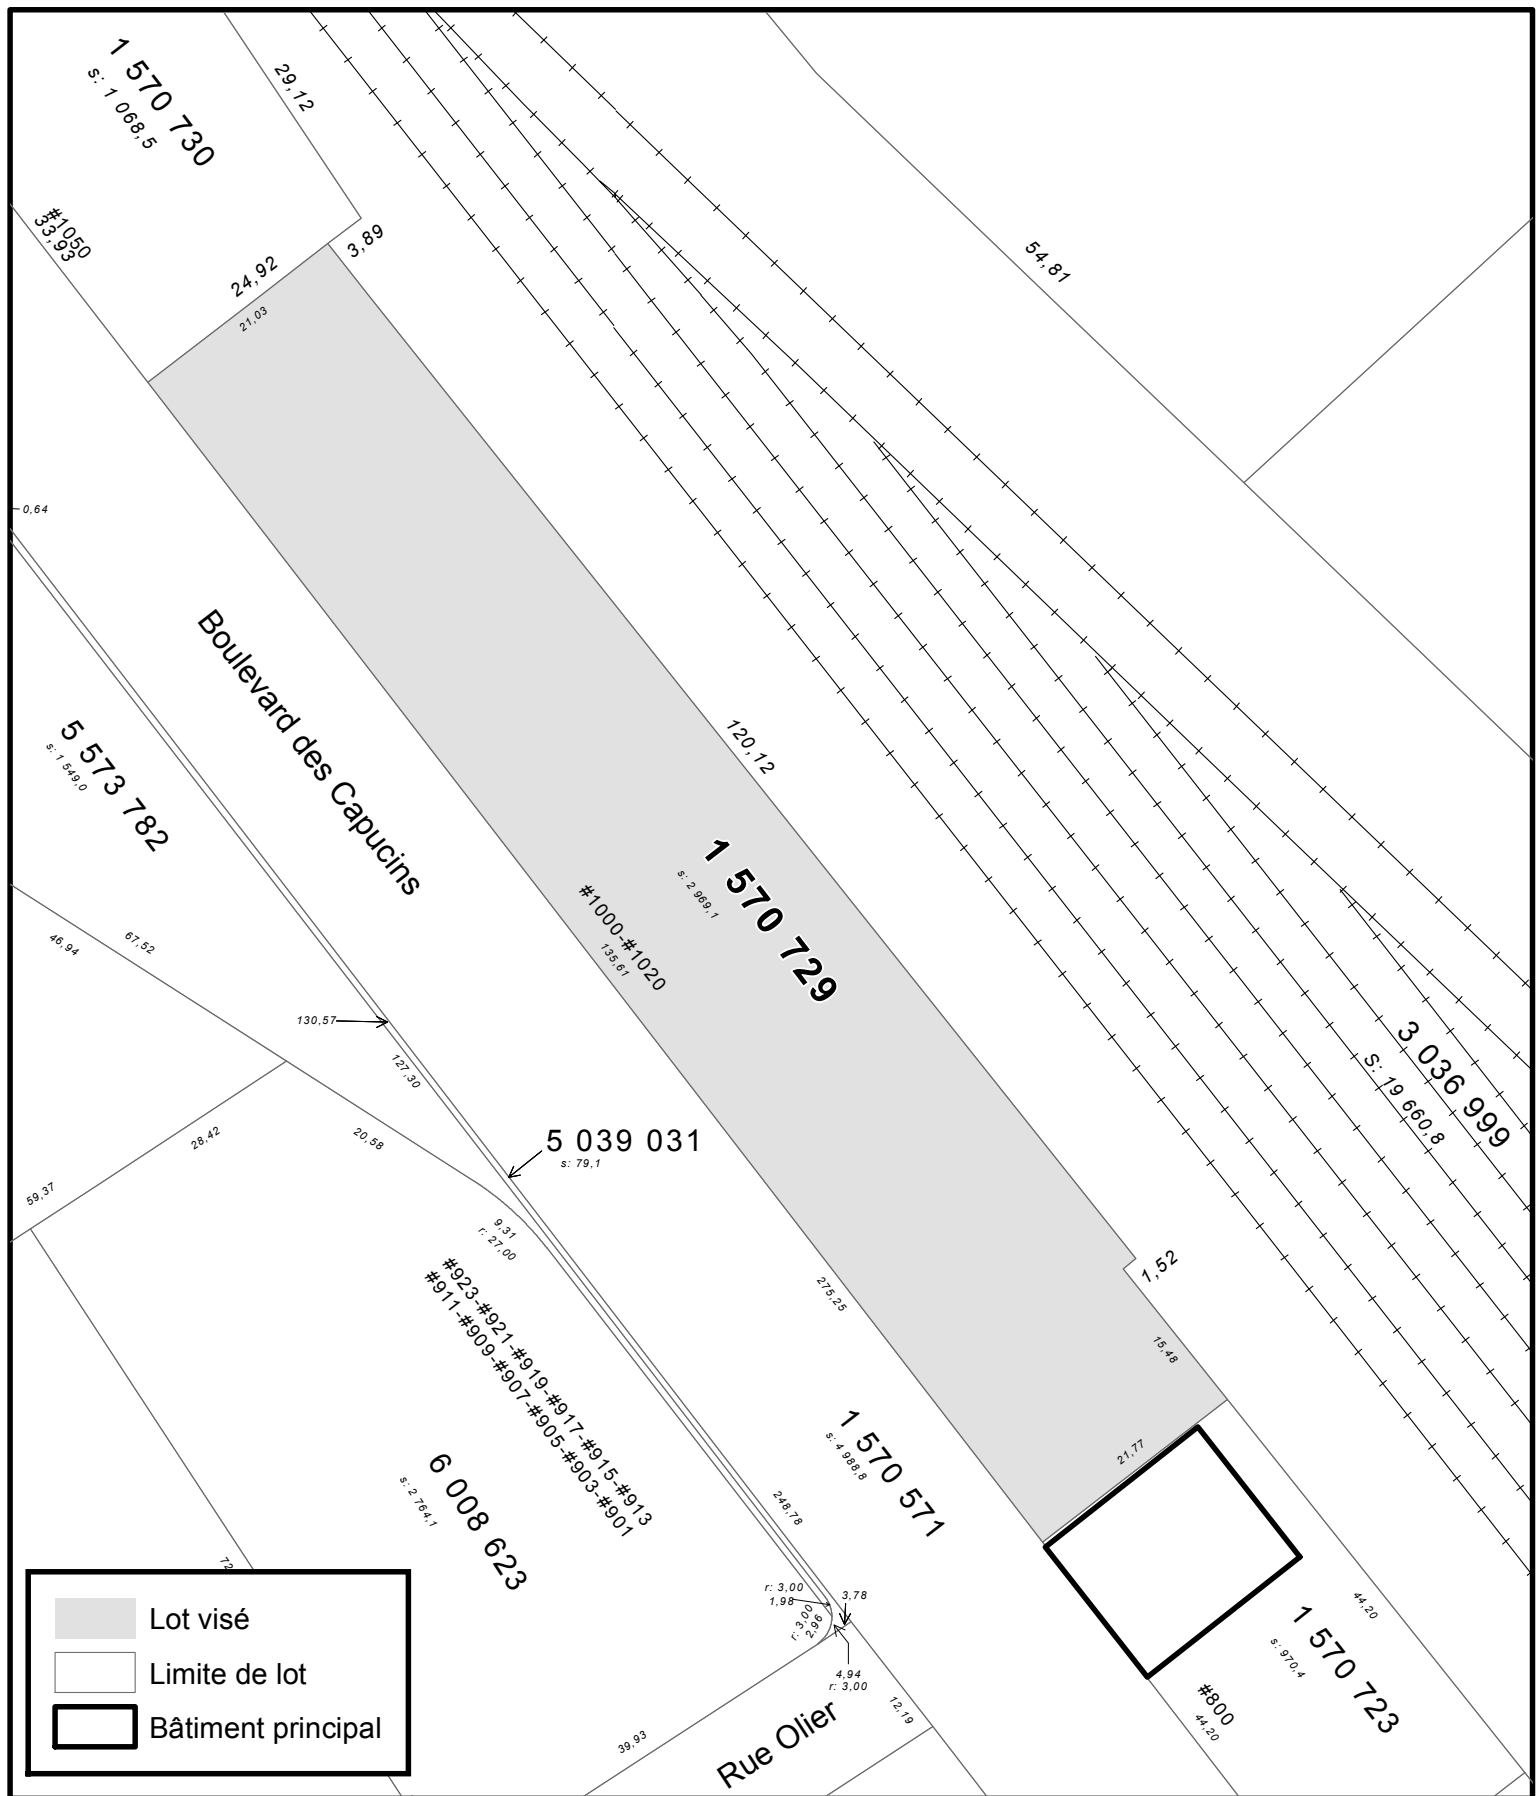 1 570 730
s: 1 068,5
29,12
#1050
33,93
24,92
21,03
3,89
54,81
0,64
Boulevard des Capucins
5 573 782
s: 1 549,0
120,12
1 570 729
s: 2 969,1
#1000-#1020
135,61
46,94
67,52
130,57
127,30
3 036 999
S: 19 660,8
28,42
20,58
5 039 031
s: 79,1
59,37
9,31
r: 27,00
#923-#921-#919-#917-#915-#913
#911-#909-#907-#905-#903-#901
275,25
1,52
15,48
21,77
1 570 571
s: 4 988,8
6 008 623
s: 2 764,1
248,78
72
r: 3,00
1,98
3,78
r: 3,00
2,96
4,94
r: 3,00
12,19
39,93
Rue Olier
44,20
1 570 723
s: 970,4
#800
44,20
Lot visé
Limite de lot
Bâtiment principal